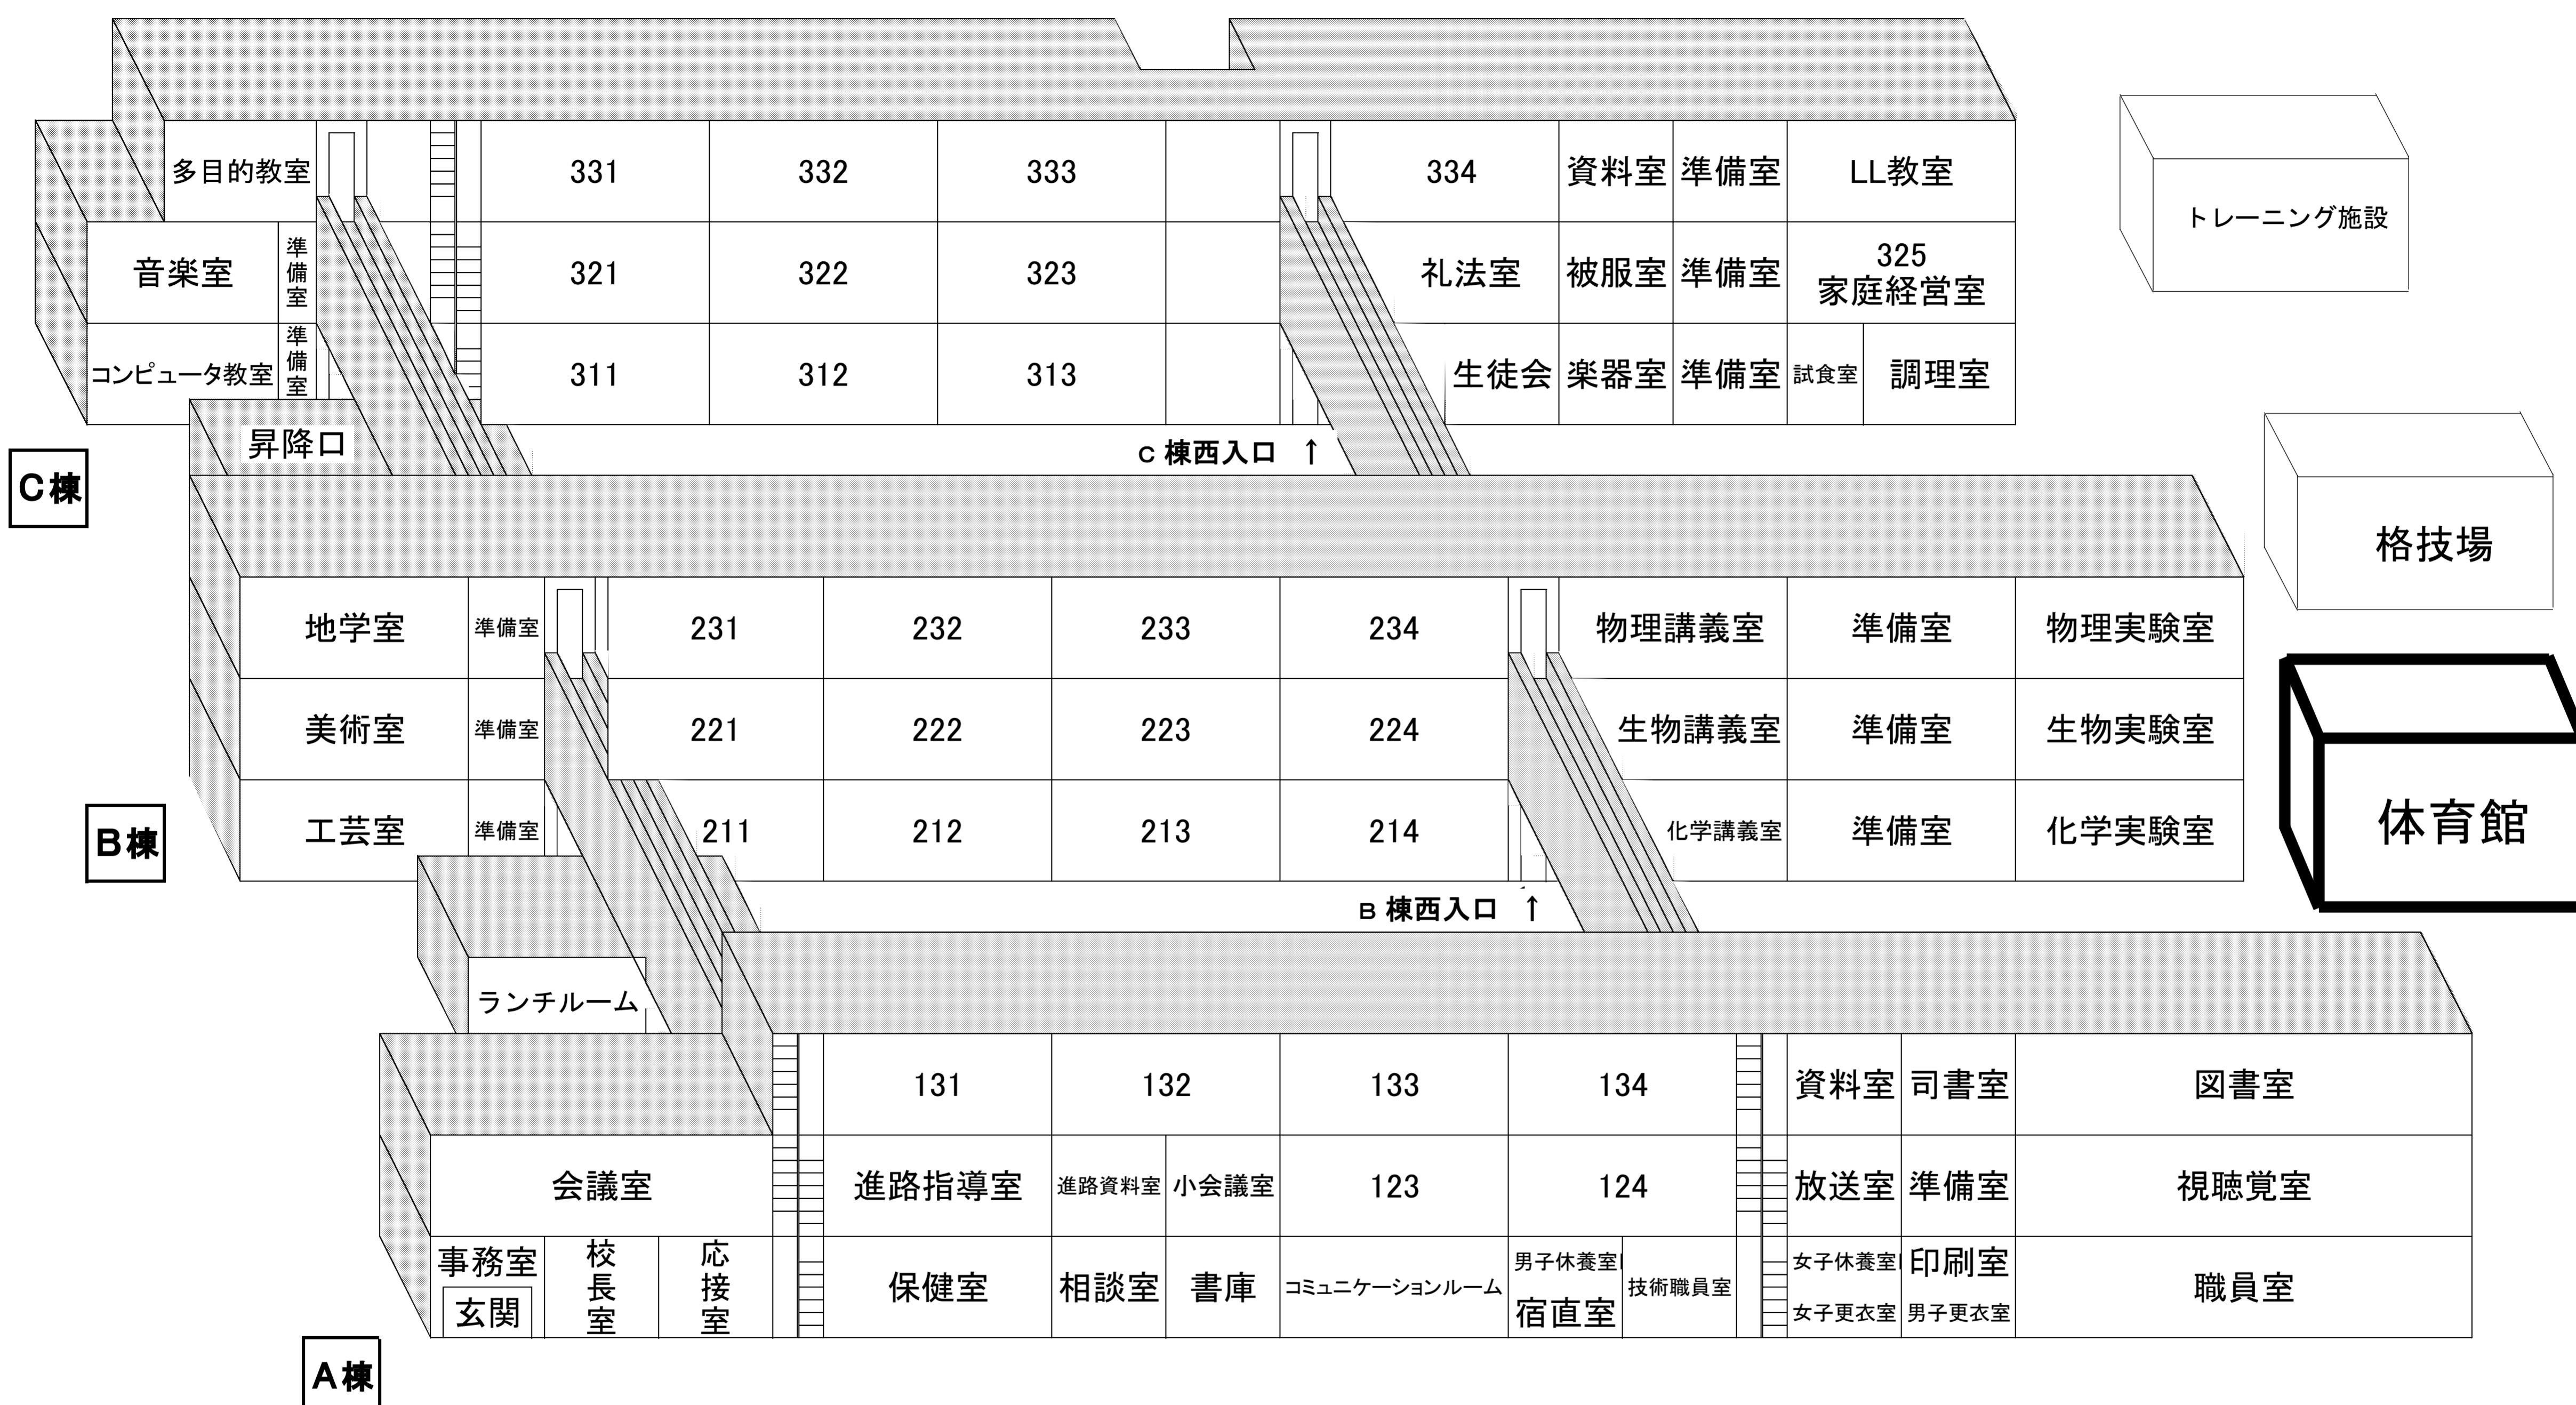 多目的教室
331
332
333
334
資料室
準備室
LL教室
音楽室
準備室
321
322
323
礼法室
被服室
準備室
325
家庭経営室
コンピュータ教室
準備室
311
312
313
生徒会
楽器室
準備室
試食室
調理室
トレーニング施設
昇降口
C 棟西入口 ↑
C棟
格技場
地学室
準備室
231
232
233
234
物理講義室
準備室
物理実験室
美術室
準備室
221
222
223
224
生物講義室
準備室
生物実験室
工芸室
準備室
211
212
213
214
化学講義室
準備室
化学実験室
体育館
B棟
B 棟西入口 ↑
ランチルーム
131
132
133
134
資料室
司書室
図書室
会議室
進路指導室
進路資料室
小会議室
123
124
放送室
準備室
視聴覚室
事務室
玄関
校長室
応接室
保健室
相談室
書庫
コミュニケーションルーム
男子休養室
宿直室
技術職員室
女子休養室
女子更衣室
印刷室
男子更衣室
職員室
A棟